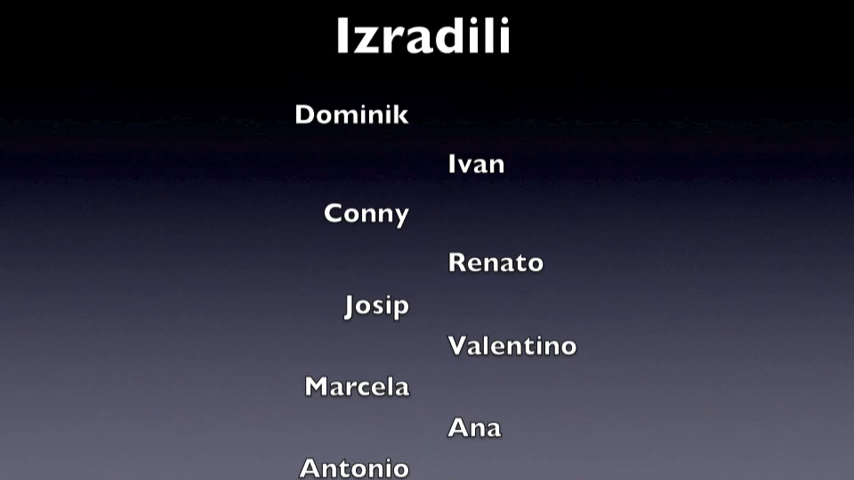 Izradili
Dominik
Ivan
Conny
Renato
Josip
Valentino
Marcela
Ana
Antonio